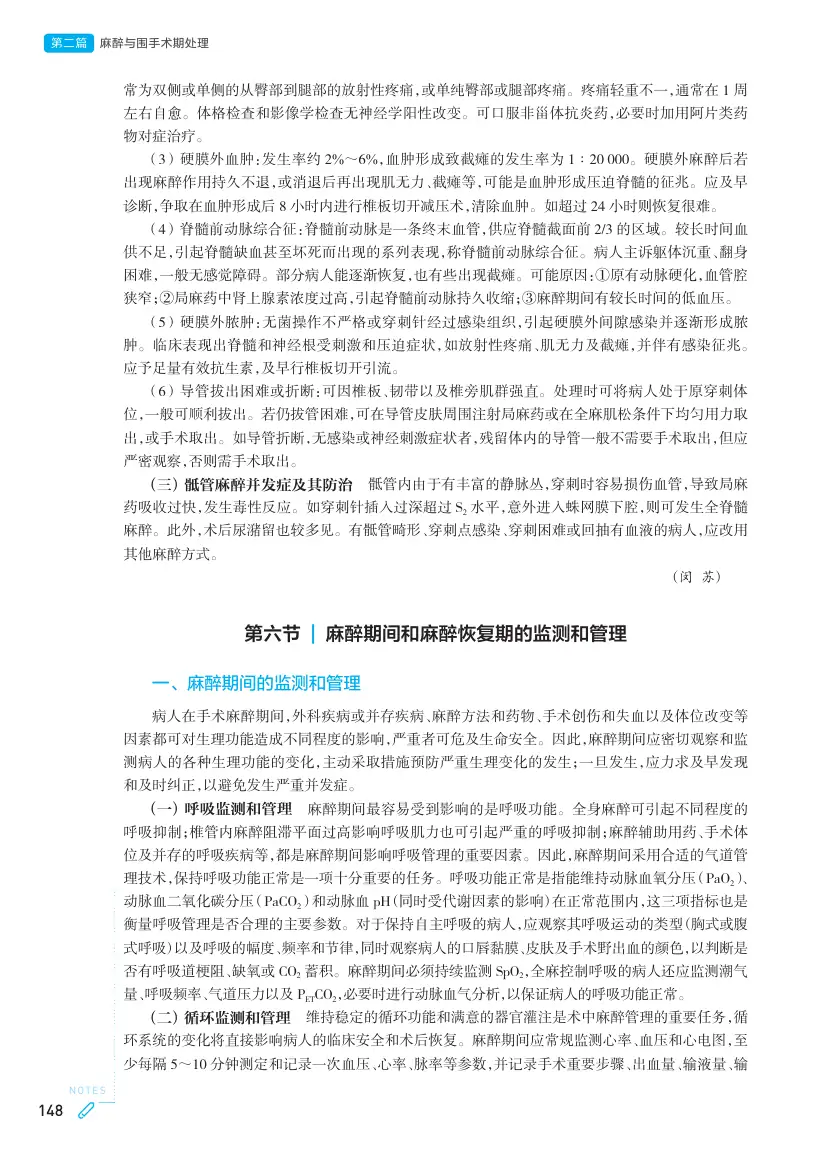 第二篇 麻醉与围手术期处理
常为双侧或单侧的从臀部到腿部的放射性疼痛,或单纯臀部或腿部疼痛。疼痛轻重不一,通常在 1 周
左右自愈。体格检查和影像学检查无神经学阳性改变。可口服非甾体抗炎药,必要时加用阿片类药
物对症治疗。
（3）硬膜外血肿:发生率约 2%～6%,血肿形成致截瘫的发生率为 1∶20 000。硬膜外麻醉后若
出现麻醉作用持久不退,或消退后再出现肌无力、截瘫等,可能是血肿形成压迫脊髓的征兆。应及早
诊断,争取在血肿形成后 8 小时内进行椎板切开减压术,清除血肿。如超过 24 小时则恢复很难。
（4）脊髓前动脉综合征:脊髓前动脉是一条终末血管,供应脊髓截面前 2/3 的区域。较长时间血
供不足,引起脊髓缺血甚至坏死而出现的系列表现,称脊髓前动脉综合征。病人主诉躯体沉重、翻身
困难,一般无感觉障碍。部分病人能逐渐恢复,也有些出现截瘫。可能原因:①原有动脉硬化,血管腔
狭窄;②局麻药中肾上腺素浓度过高,引起脊髓前动脉持久收缩;③麻醉期间有较长时间的低血压。
（5）硬膜外脓肿:无菌操作不严格或穿刺针经过感染组织,引起硬膜外间隙感染并逐渐形成脓
肿。临床表现出脊髓和神经根受刺激和压迫症状,如放射性疼痛、肌无力及截瘫,并伴有感染征兆。
应予足量有效抗生素,及早行椎板切开引流。
（6）导管拔出困难或折断:可因椎板、韧带以及椎旁肌群强直。处理时可将病人处于原穿刺体
位,一般可顺利拔出。若仍拔管困难,可在导管皮肤周围注射局麻药或在全麻肌松条件下均匀用力取
出,或手术取出。如导管折断,无感染或神经刺激症状者,残留体内的导管一般不需要手术取出,但应
严密观察,否则需手术取出。
（三）骶管麻醉并发症及其防治 骶管内由于有丰富的静脉丛,穿刺时容易损伤血管,导致局麻
药吸收过快,发生毒性反应。如穿刺针插入过深超过 S₂ 水平,意外进入蛛网膜下腔,则可发生全脊髓
麻醉。此外,术后尿潴留也较多见。有骶管畸形、穿刺点感染、穿刺困难或回抽有血液的病人,应改用
其他麻醉方式。
（闵 苏）
第六节 | 麻醉期间和麻醉恢复期的监测和管理
一、麻醉期间的监测和管理
病人在手术麻醉期间,外科疾病或并存疾病、麻醉方法和药物、手术创伤和失血以及体位改变等
因素都可对生理功能造成不同程度的影响,严重者可危及生命安全。因此,麻醉期间应密切观察和监
测病人的各种生理功能的变化,主动采取措施预防严重生理变化的发生;一旦发生,应力求及早发现
和及时纠正,以避免发生严重并发症。
（一）呼吸监测和管理 麻醉期间最容易受到影响的是呼吸功能。全身麻醉可引起不同程度的
呼吸抑制;椎管内麻醉阻滞平面过高影响呼吸肌力也可引起严重的呼吸抑制;麻醉辅助用药、手术体
位及并存的呼吸疾病等,都是麻醉期间影响呼吸管理的重要因素。因此,麻醉期间采用合适的气道管
理技术,保持呼吸功能正常是一项十分重要的任务。呼吸功能正常是指能维持动脉血氧分压（PaO₂）、
动脉血二氧化碳分压（PaCO₂）和动脉血 pH（同时受代谢因素的影响）在正常范围内,这三项指标也是
衡量呼吸管理是否合理的主要参数。对于保持自主呼吸的病人,应观察其呼吸运动的类型（胸式或腹
式呼吸）以及呼吸的幅度、频率和节律,同时观察病人的口唇黏膜、皮肤及手术野出血的颜色,以判断是
否有呼吸道梗阻、缺氧或 CO₂ 蓄积。麻醉期间必须持续监测 SpO₂,全麻控制呼吸的病人还应监测潮气
量、呼吸频率、气道压力以及 PETCO₂,必要时进行动脉血气分析,以保证病人的呼吸功能正常。
（二）循环监测和管理 维持稳定的循环功能和满意的器官灌注是术中麻醉管理的重要任务,循
环系统的变化将直接影响病人的临床安全和术后恢复。麻醉期间应常规监测心率、血压和心电图,至
少每隔 5～10 分钟测定和记录一次血压、心率、脉率等参数,并记录手术重要步骤、出血量、输液量、输
NOTES
148